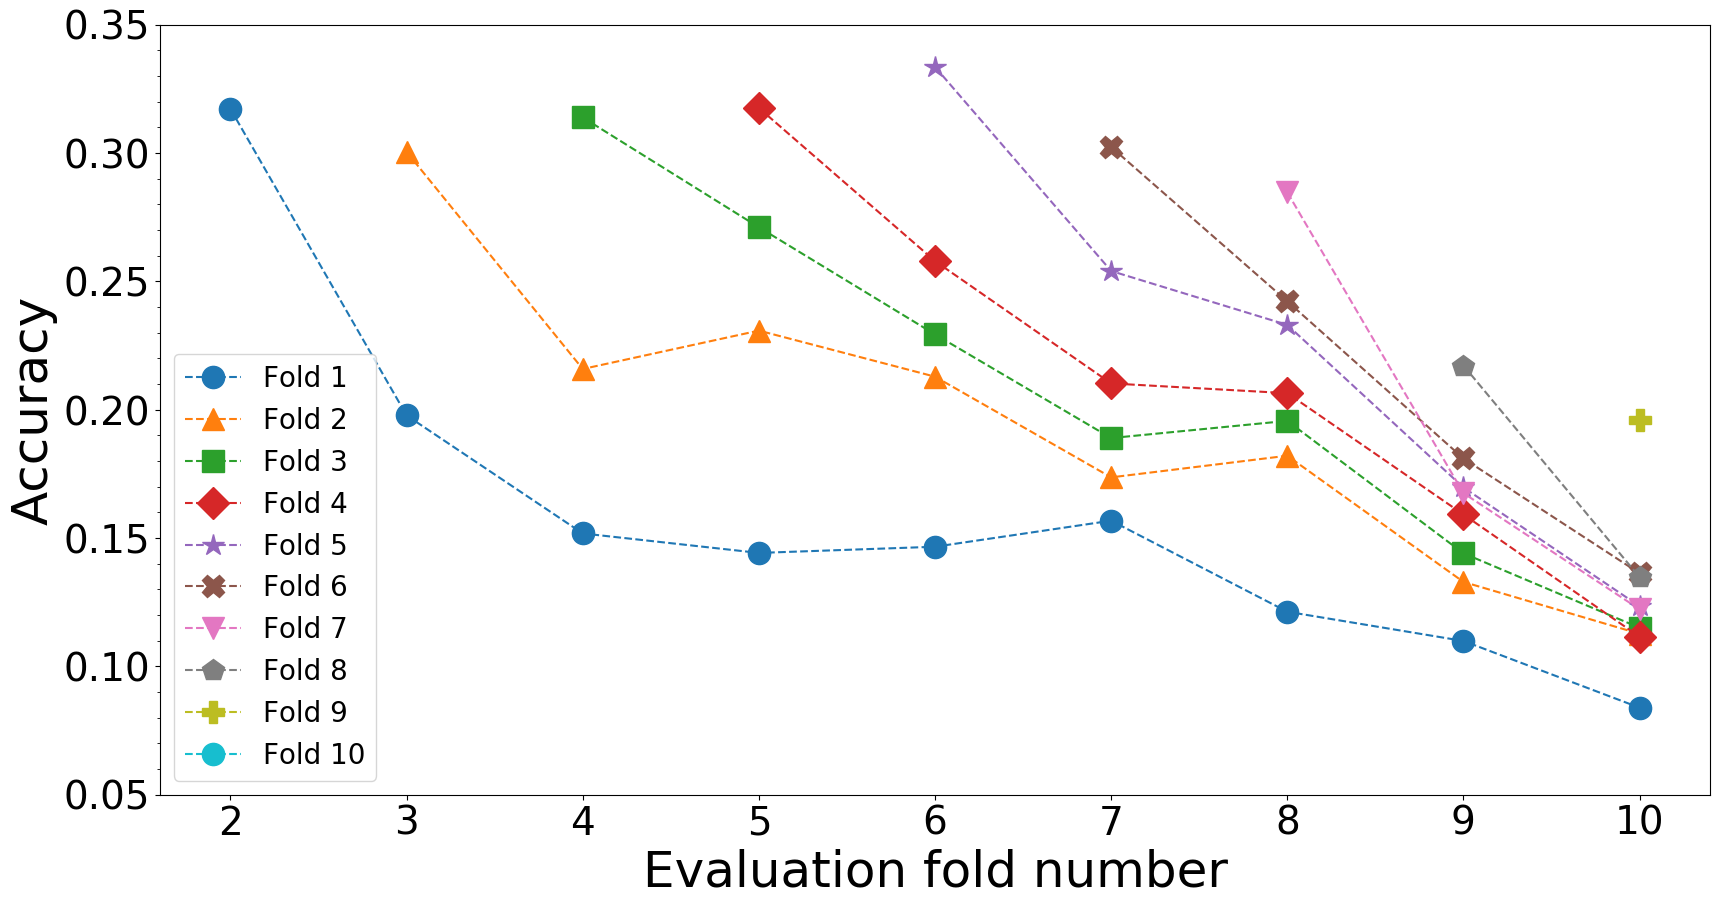 0.35
0.30
0.25
0.20
0.15
0.10
0.05
Accuracy
Fold 1
Fold 2
Fold 3
Fold 4
Fold 5
Fold 6
Fold 7
Fold 8
Fold 9
Fold 10
2 3 4 5 6 7 8 9 10
Evaluation fold number